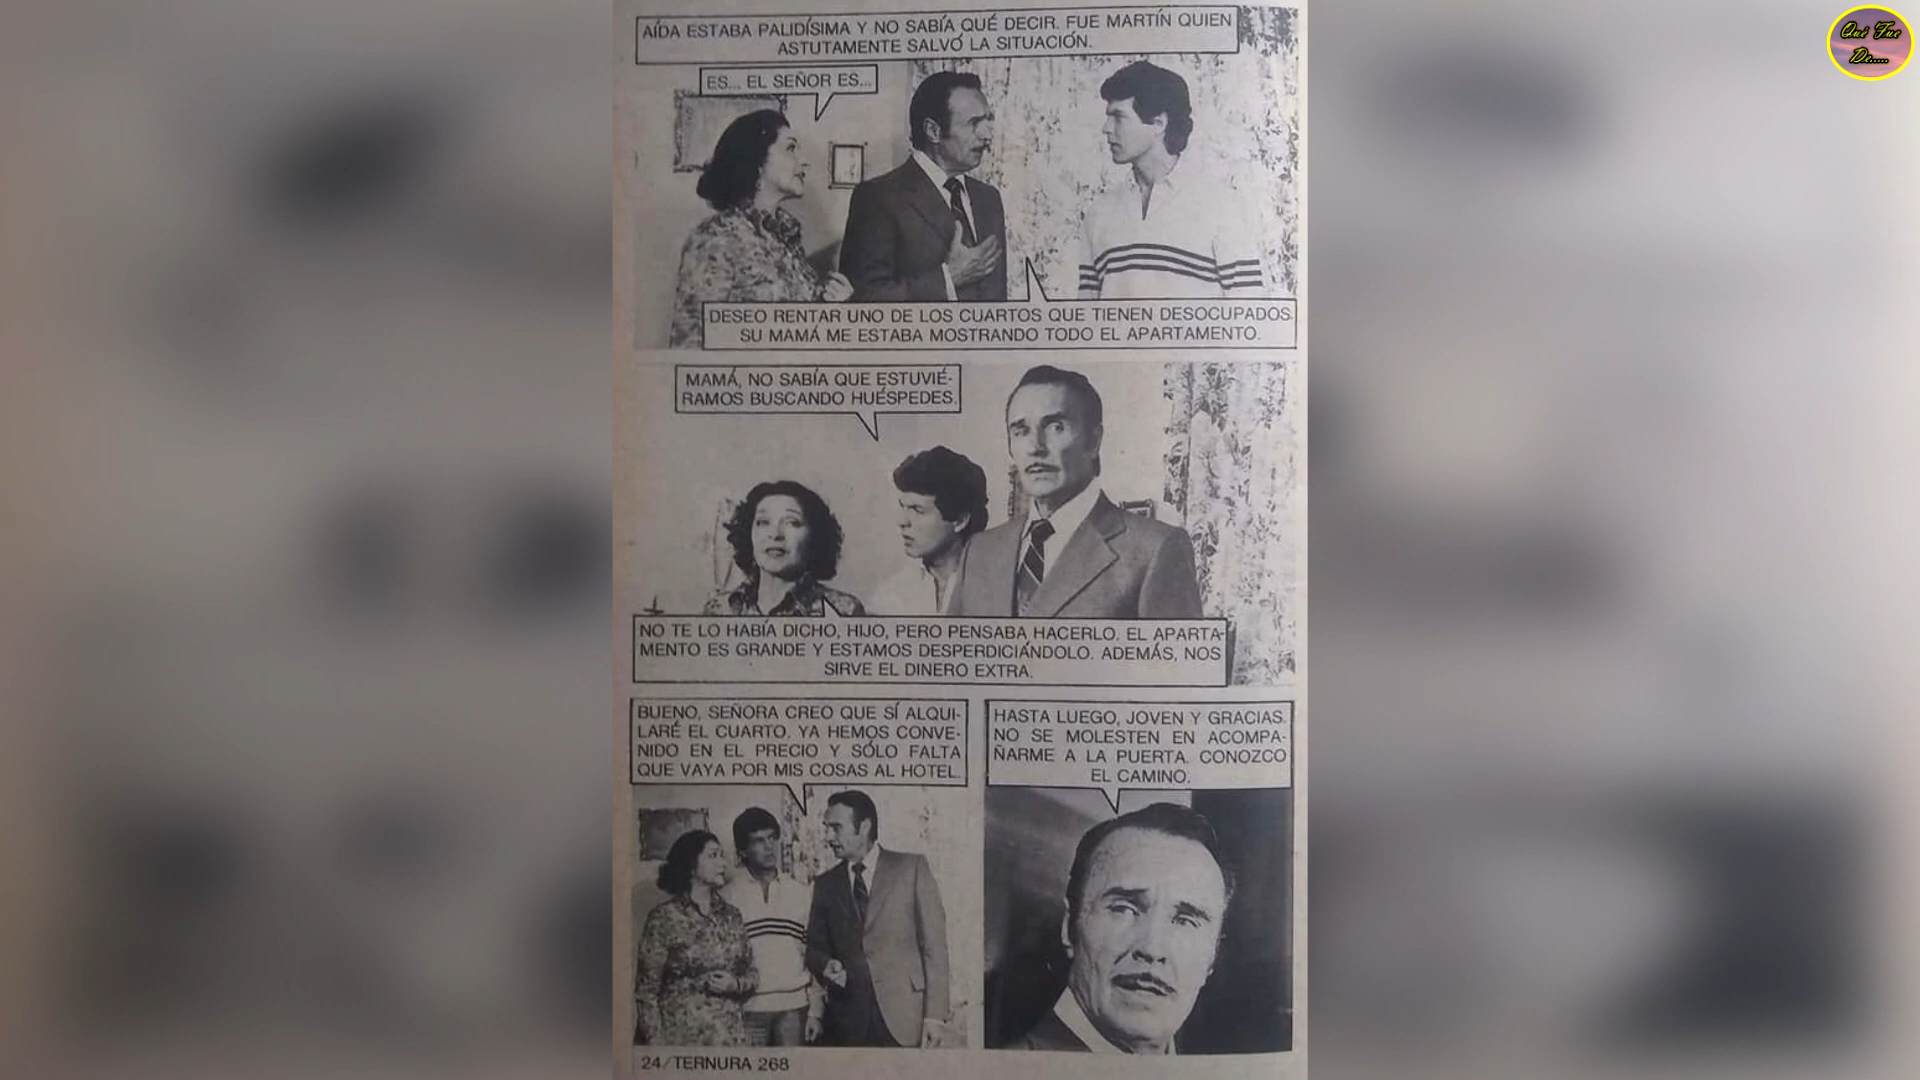 AÍDA ESTABA PALIDÍSIMA Y NO SABÍA QUÉ DECIR. FUE MARTÍN QUIEN
ASTUTAMENTE SALVÓ LA SITUACIÓN.
ES... EL SEÑOR ES...
DESEO RENTAR UNO DE LOS CUARTOS QUE TIENEN DESOCUPADOS.
SU MAMÁ ME ESTABA MOSTRANDO TODO EL APARTAMENTO.
MAMÁ, NO SABÍA QUE ESTUVIÉ-
RAMOS BUSCANDO HUÉSPEDES.
NO TE LO HABÍA DICHO, HIJO, PERO PENSABA HACERLO. EL APARTA-
MENTO ES GRANDE Y ESTAMOS DESPERDICIÁNDOLO. ADEMÁS, NOS
SIRVE EL DINERO EXTRA.
BUENO, SEÑORA CREO QUE SÍ ALQUI-
LARÉ EL CUARTO. YA HEMOS CONVE-
NIDO EN EL PRECIO Y SÓLO FALTA
QUE VAYA POR MIS COSAS AL HOTEL.
HASTA LUEGO, JOVEN Y GRACIAS.
NO SE MOLESTEN EN ACOMPA-
ÑARME A LA PUERTA. CONOZCO
EL CAMINO.
24/TERNURA 268
Qué Fue
De.....